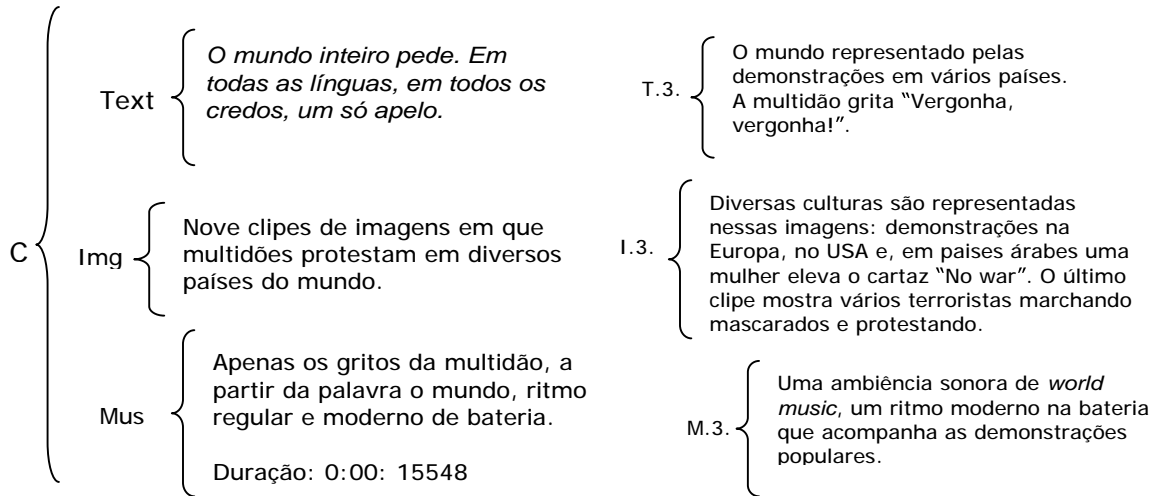 C
Text
O mundo inteiro pede. Em
todas as línguas, em todos os
credos, um só apelo.
T.3.
O mundo representado pelas
demonstrações em vários países.
A multidão grita “Vergonha,
vergonha!”.
Img
Nove clipes de imagens em que
multidões protestam em diversos
países do mundo.
I.3.
Diversas culturas são representadas
nessas imagens: demonstrações na
Europa, no USA e, em paises árabes uma
mulher eleva o cartaz “No war”. O último
clipe mostra vários terroristas marchando
mascarados e protestando.
Mus
Apenas os gritos da multidão, a
partir da palavra o mundo, ritmo
regular e moderno de bateria.
Duração: 0:00: 15548
M.3.
Uma ambiência sonora de world
music, um ritmo moderno na bateria
que acompanha as demonstrações
populares.